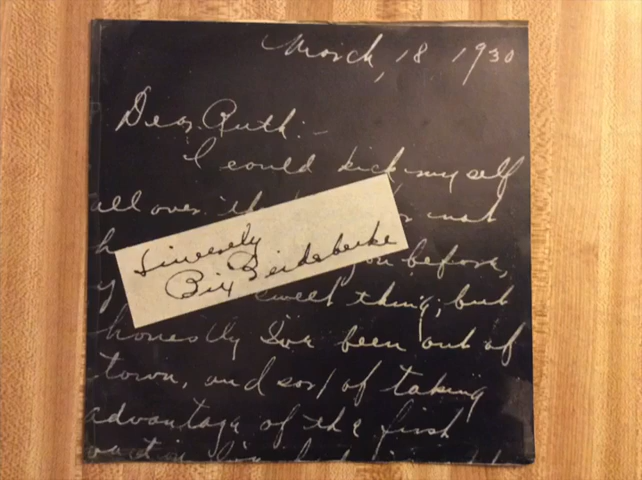 March, 18 1930
Dear Ruth:-
I could kick myself
all over
Sincerely
Bix Beiderbecke
before,
sweet thing; but
honestly I've been out of
town, and sort of taking
advantage of the first